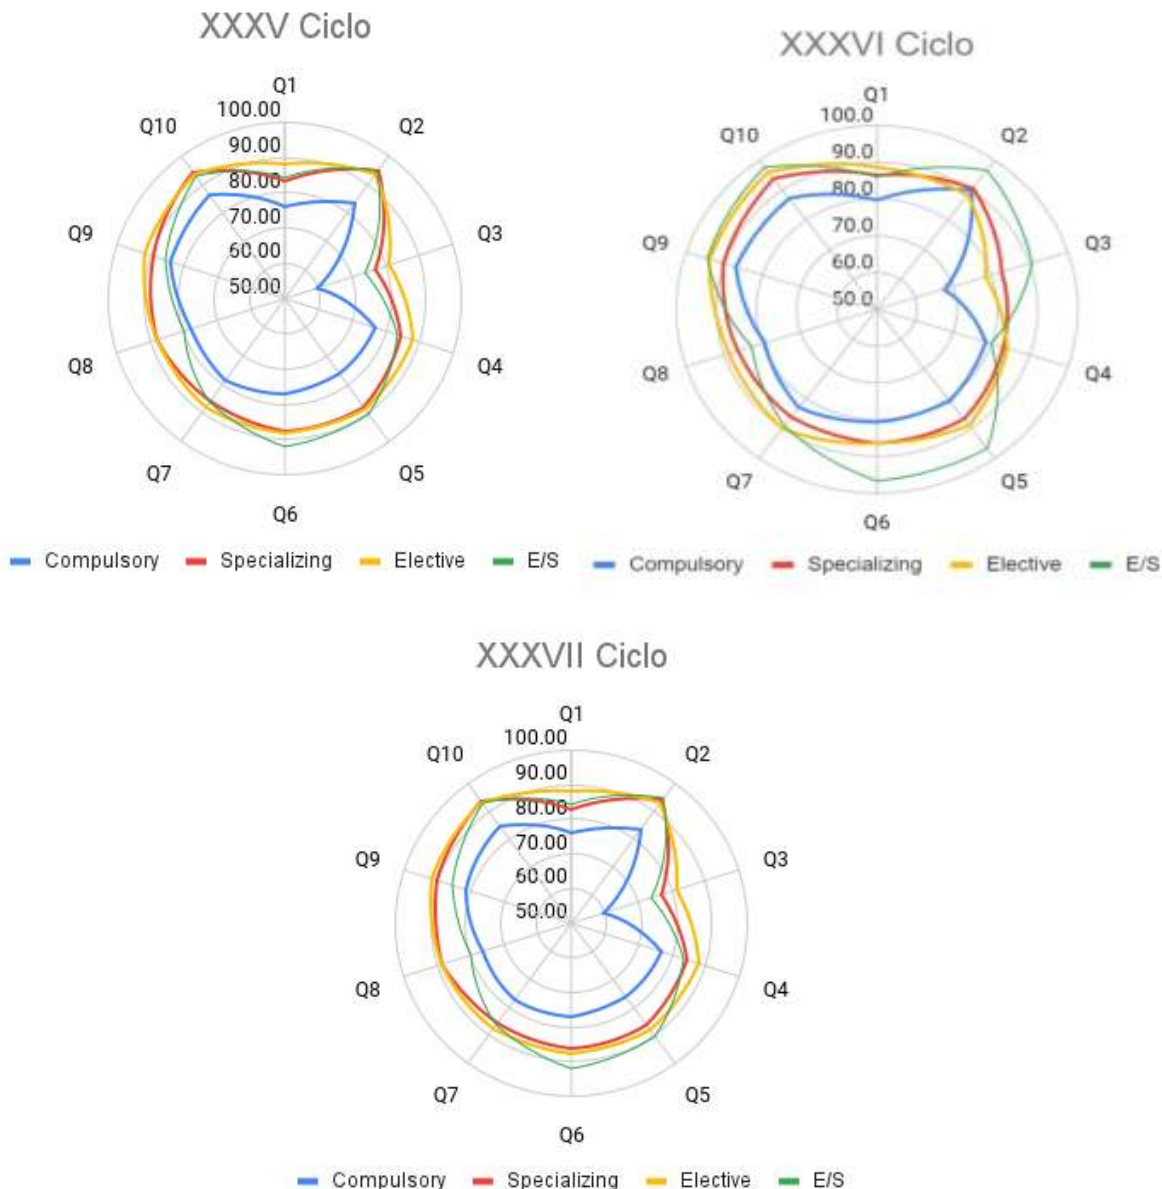 XXXV Ciclo
Q1
100.00
Q10
Q2
90.00
80.00
70.00
Q9
Q3
60.00
50.00
Q8
Q4
Q7
Q5
Q6
Compulsory Specializing Elective E/S
XXXVI Ciclo
Q1
100.0
Q10
Q2
90.0
80.0
70.0
Q9
Q3
60.0
50.0
Q8
Q4
Q7
Q5
Q6
Compulsory Specializing Elective E/S
XXXVII Ciclo
Q1
100.00
Q10
Q2
90.00
80.00
70.00
Q9
Q3
60.00
50.00
Q8
Q4
Q7
Q5
Q6
Compulsory Specializing Elective E/S